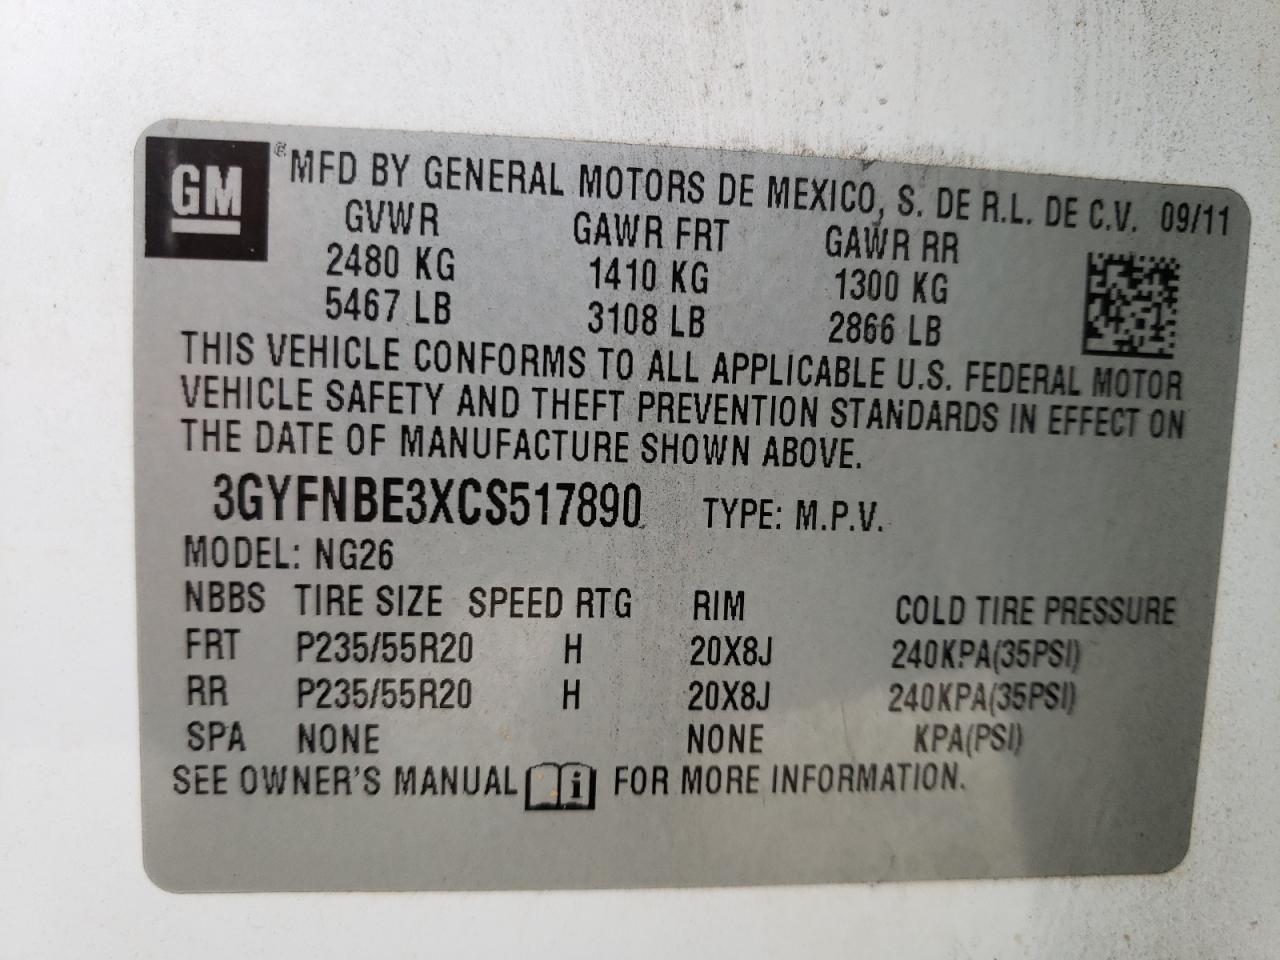 GM ® MFD BY GENERAL MOTORS DE MEXICO, S. DE R.L. DE C.V. 09/11
GVWR GAWR FRT GAWR RR
2480 KG 1410 KG 1300 KG
5467 LB 3108 LB 2866 LB
THIS VEHICLE CONFORMS TO ALL APPLICABLE U.S. FEDERAL MOTOR
VEHICLE SAFETY AND THEFT PREVENTION STANDARDS IN EFFECT ON
THE DATE OF MANUFACTURE SHOWN ABOVE.
3GYFNBE3XCS517890 TYPE: M.P.V.
MODEL: NG26
NBBS TIRE SIZE SPEED RTG RIM COLD TIRE PRESSURE
FRT P235/55R20 H 20X8J 240KPA(35PSI)
RR P235/55R20 H 20X8J 240KPA(35PSI)
SPA NONE NONE KPA(PSI)
SEE OWNER'S MANUAL i FOR MORE INFORMATION.